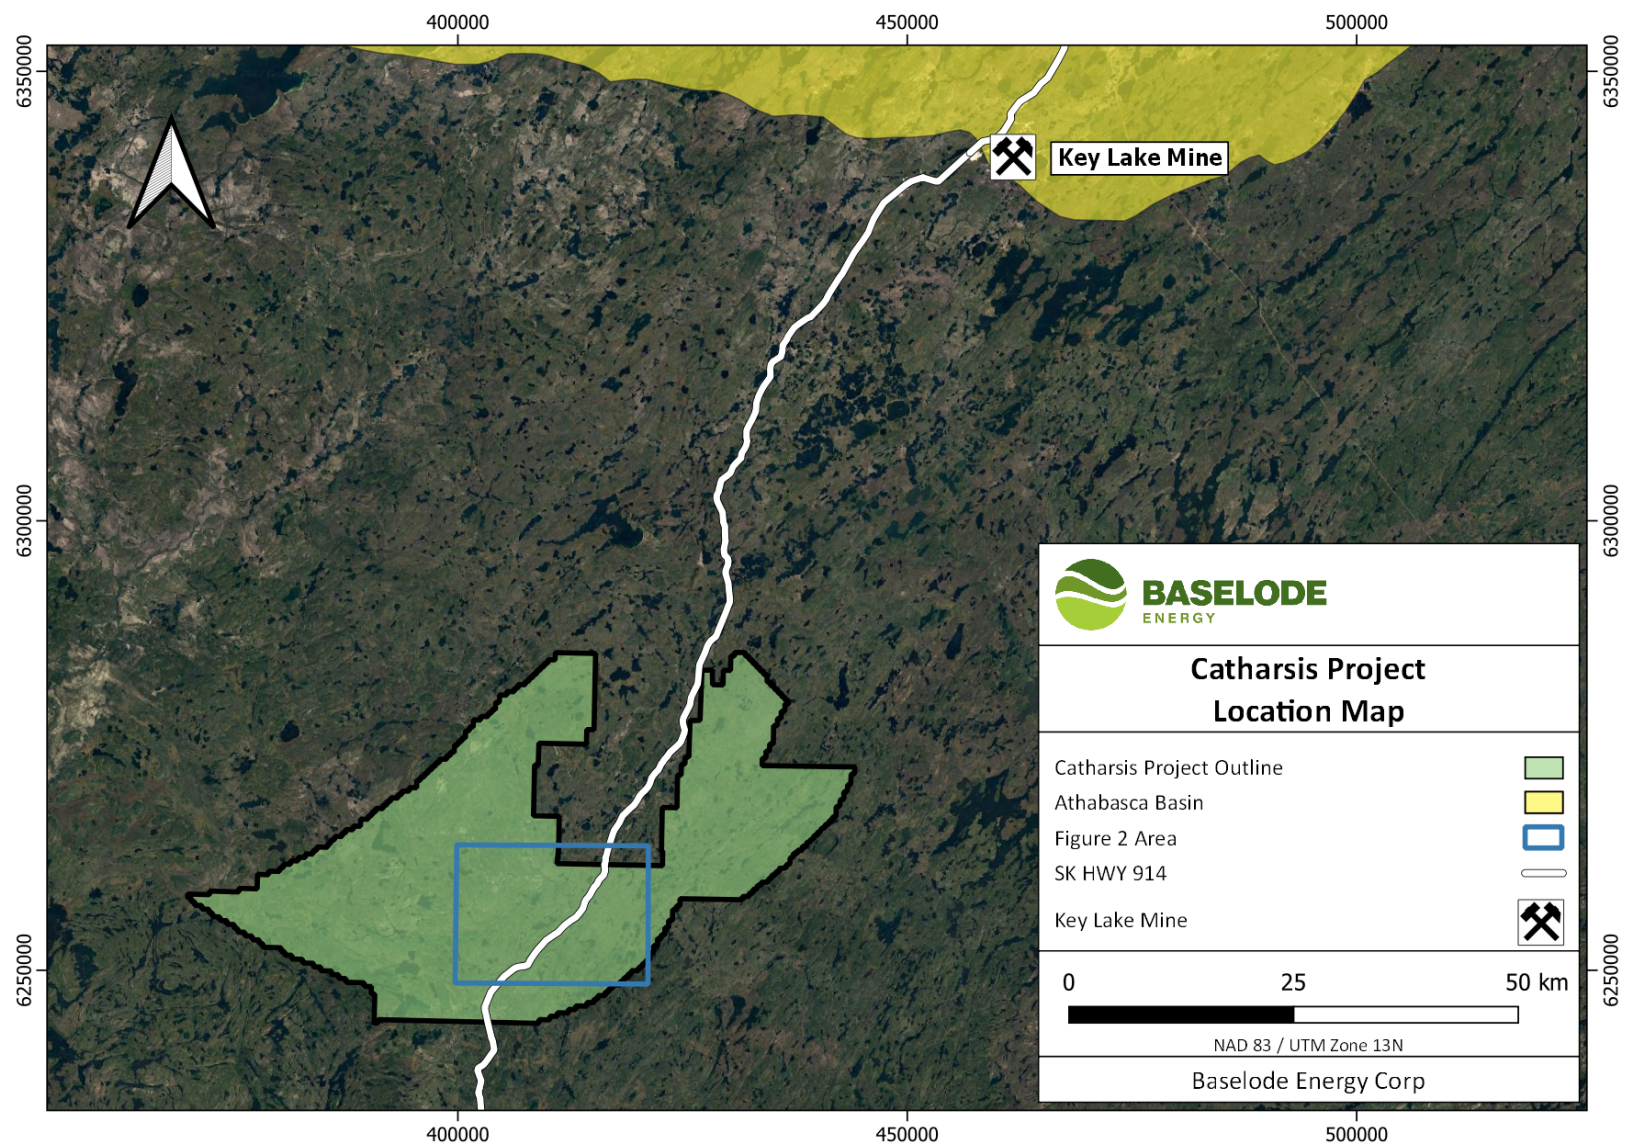 400000
450000
500000
6350000
6350000
Key Lake Mine
6300000
6300000
BASELODE
ENERGY
Catharsis Project
Location Map
Catharsis Project Outline
Athabasca Basin
Figure 2 Area
SK HWY 914
Key Lake Mine
6250000
6250000
0 25 50 km
NAD 83 / UTM Zone 13N
Baselode Energy Corp
400000
450000
500000